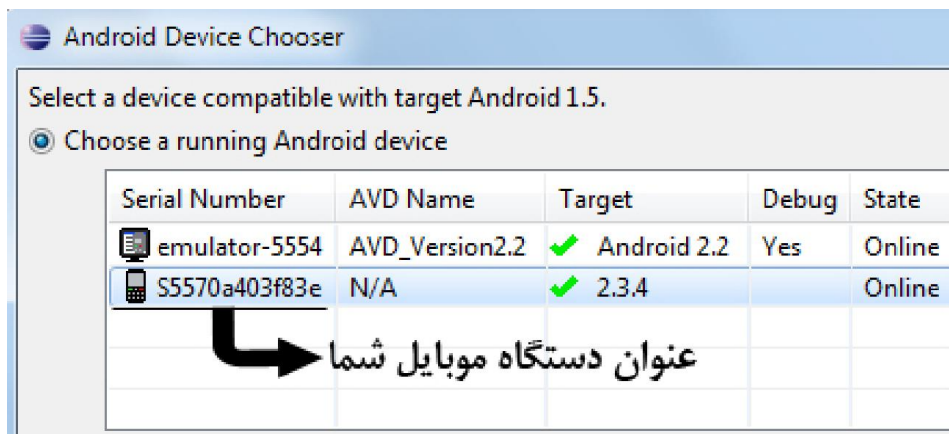 Android Device Chooser
Select a device compatible with target Android 1.5.
Choose a running Android device
Serial Number AVD Name Target Debug State
emulator-5554 AVD_Version2.2 Android 2.2 Yes Online
S5570a403f83e N/A 2.3.4 Online
عنوان دستگاه موبایل شما